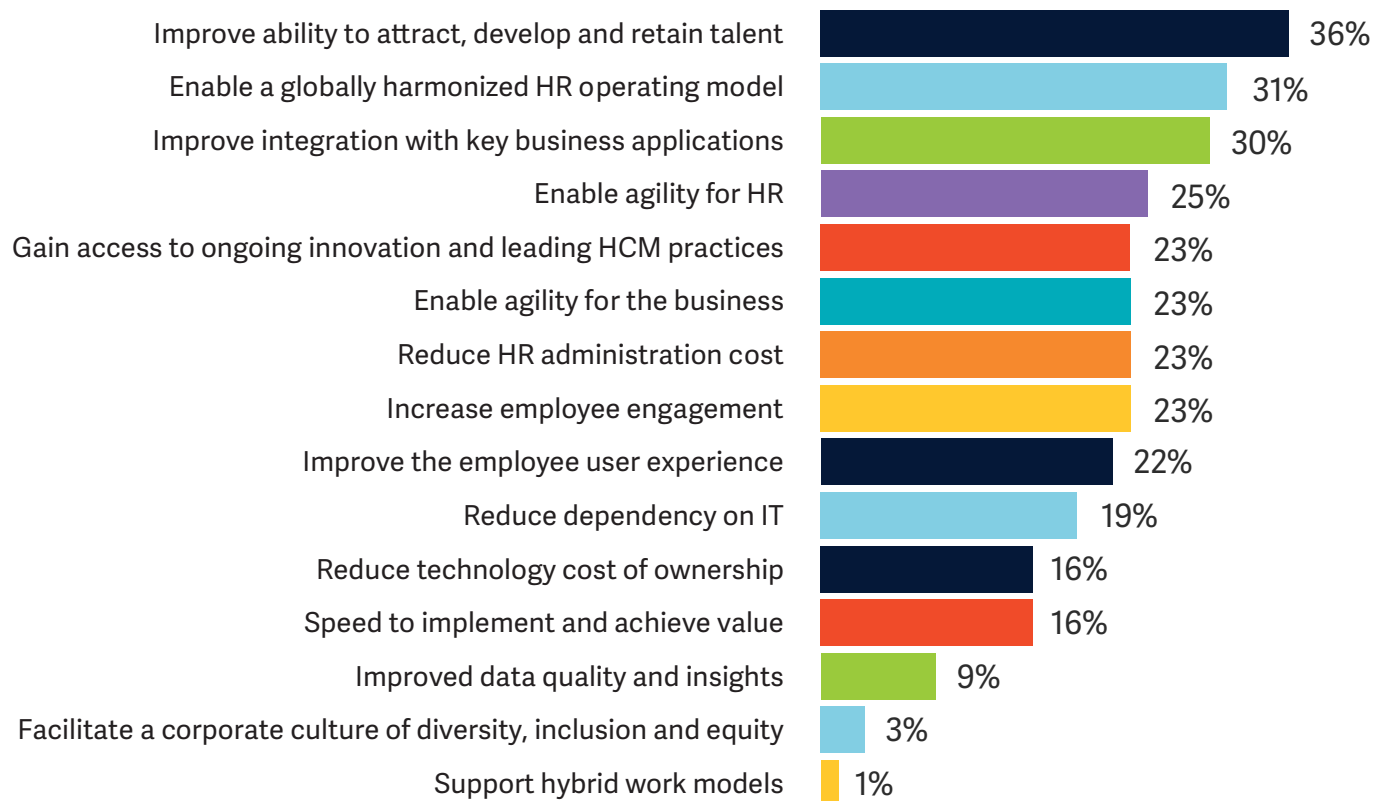 Improve ability to attract, develop and retain talent 36%
Enable a globally harmonized HR operating model 31%
Improve integration with key business applications 30%
Enable agility for HR 25%
Gain access to ongoing innovation and leading HCM practices 23%
Enable agility for the business 23%
Reduce HR administration cost 23%
Increase employee engagement 23%
Improve the employee user experience 22%
Reduce dependency on IT 19%
Reduce technology cost of ownership 16%
Speed to implement and achieve value 16%
Improved data quality and insights 9%
Facilitate a corporate culture of diversity, inclusion and equity 3%
Support hybrid work models 1%